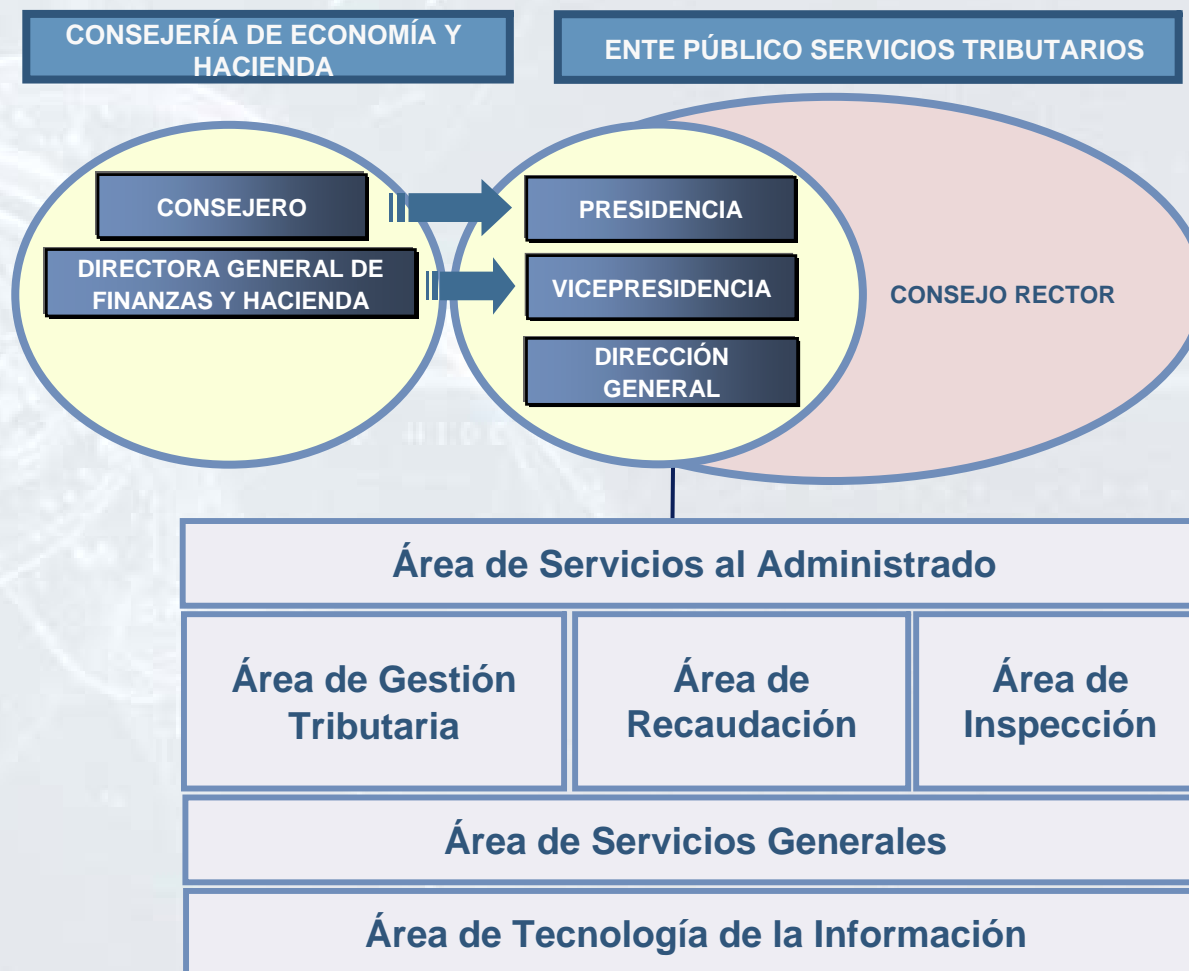 CONSEJERÍA DE ECONOMÍA Y
HACIENDA
ENTE PÚBLICO SERVICIOS TRIBUTARIOS
CONSEJERO
DIRECTORA GENERAL DE
FINANZAS Y HACIENDA
PRESIDENCIA
VICEPRESIDENCIA
DIRECCIÓN
GENERAL
CONSEJO RECTOR
Área de Servicios al Administrado
Área de Gestión
Tributaria
Área de
Recaudación
Área de
Inspección
Área de Servicios Generales
Área de Tecnología de la Información